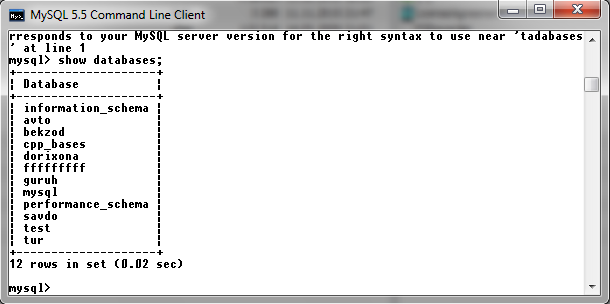 MySQL 5.5 Command Line Client
rresponds to your MySQL server version for the right syntax to use near 'tadabases
' at line 1
mysql> show databases;
+--------------------+
| Database           |
+--------------------+
| information_schema |
| avto               |
| bekzod             |
| cpp_bases          |
| dorixona           |
| fffffffff          |
| guruh              |
| mysql              |
| performance_schema |
| savdo              |
| test               |
| tur                |
+--------------------+
12 rows in set (0.02 sec)
mysql>